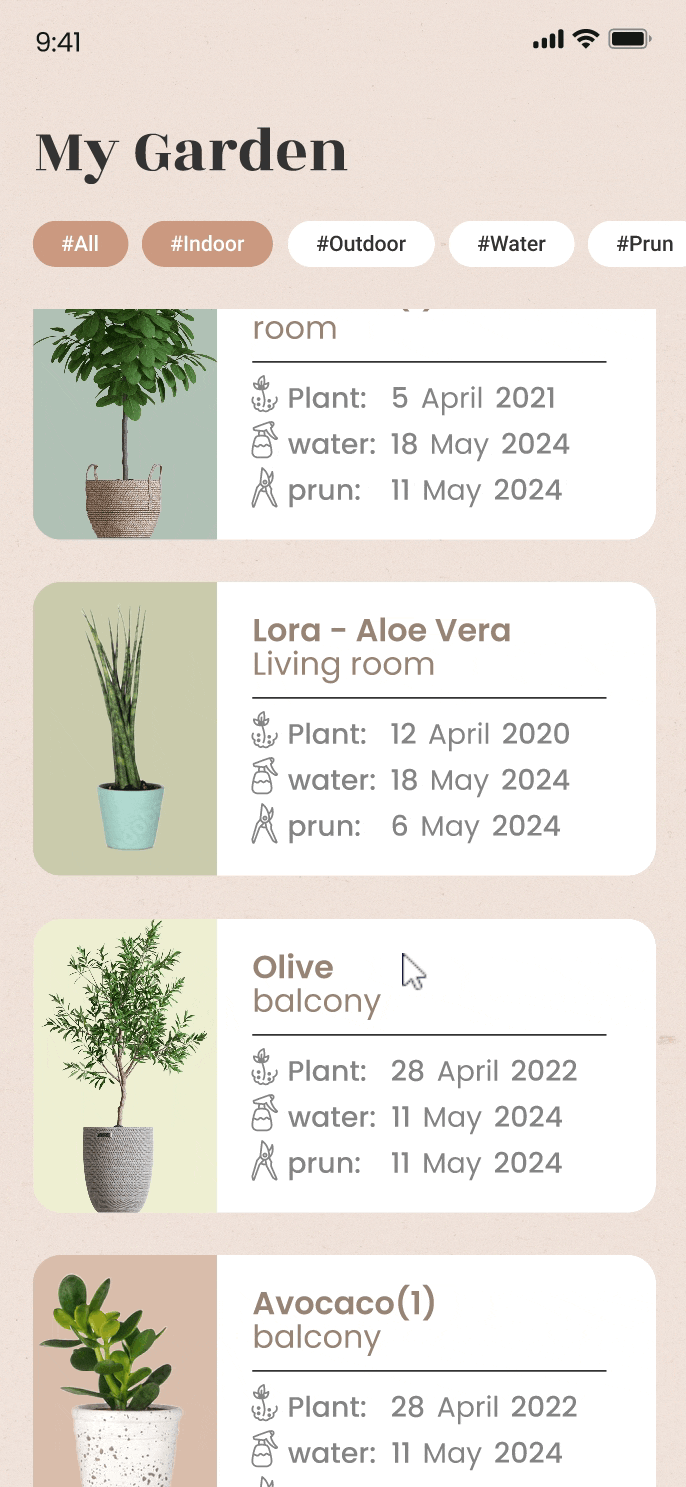 9:41
My Garden
#All #Indoor #Outdoor #Water #Prun
room
Plant: 5 April 2021
water: 18 May 2024
prun: 11 May 2024
Lora - Aloe Vera
Living room
Plant: 12 April 2020
water: 18 May 2024
prun: 6 May 2024
Olive
balcony
Plant: 28 April 2022
water: 11 May 2024
prun: 11 May 2024
Avocaco(1)
balcony
Plant: 28 April 2022
water: 11 May 2024